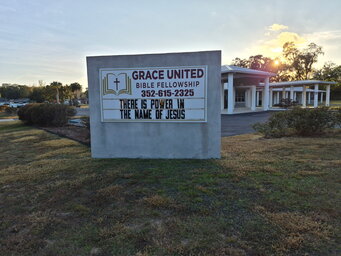 GRACE UNITED
BIBLE FELLOWSHIP
352-615-2325
THERE IS POWER IN
THE NAME OF JESUS